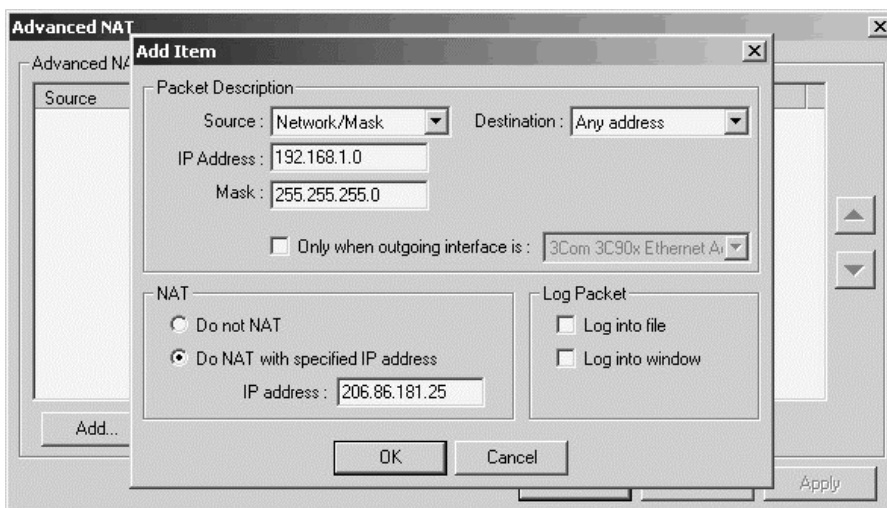 Advanced NAT
Add Item
Advanced NA
Source
Packet Description
Source : Network/Mask
Destination : Any address
IP Address : 192.168.1.0
Mask : 255.255.255.0
Only when outgoing interface is : 3Com 3C90x Ethernet A
NAT
Do not NAT
Do NAT with specified IP address
IP address : 206.86.181.25
Log Packet
Log into file
Log into window
Add...
OK
Cancel
Apply